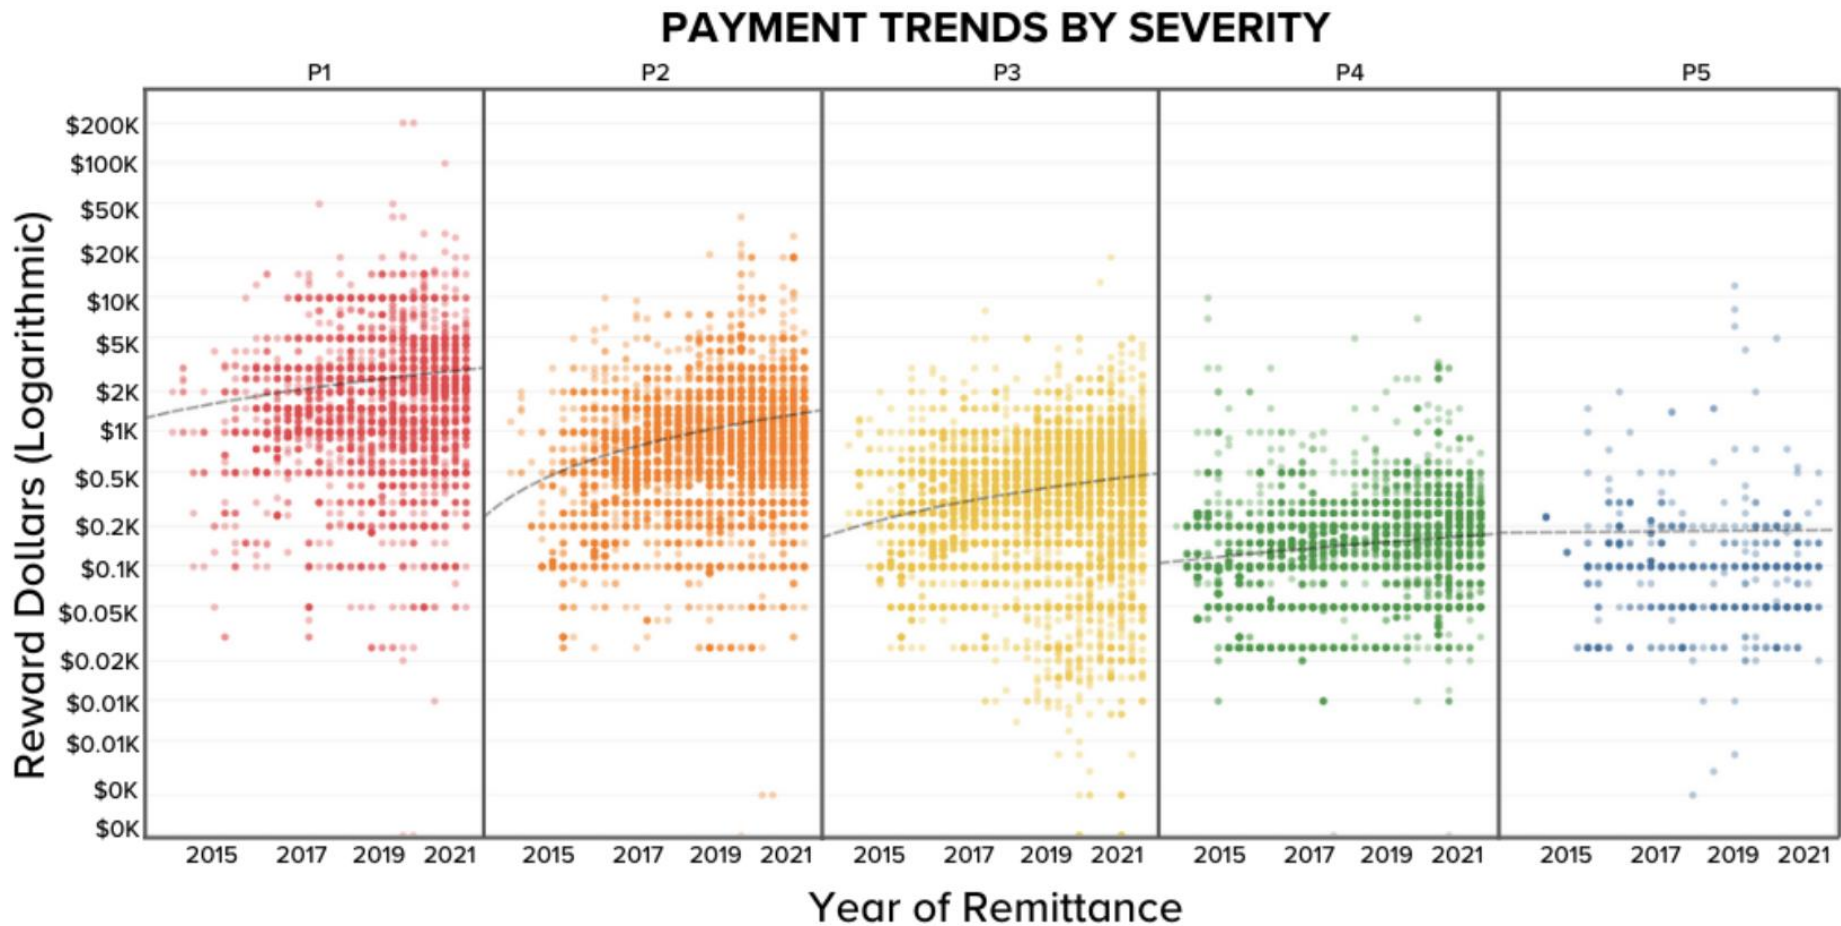 PAYMENT TRENDS BY SEVERITY
P1 P2 P3 P4 P5
Reward Dollars (Logarithmic)
$200K
$100K
$50K
$20K
$10K
$5K
$2K
$1K
$0.5K
$0.2K
$0.1K
$0.05K
$0.02K
$0.01K
$0.01K
$0K
$0K
2015 2017 2019 2021 2015 2017 2019 2021 2015 2017 2019 2021 2015 2017 2019 2021 2015 2017 2019 2021
Year of Remittance